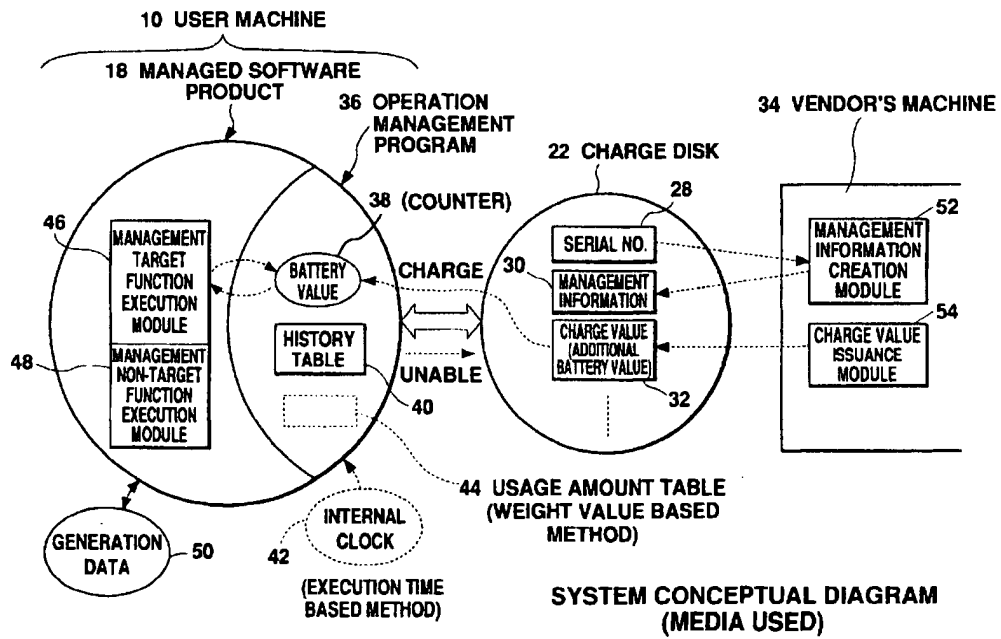 10 USER MACHINE
18 MANAGED SOFTWARE
PRODUCT
36 OPERATION
MANAGEMENT
PROGRAM
34 VENDOR'S MACHINE
22 CHARGE DISK
38 (COUNTER)
28
52
46
MANAGEMENT
TARGET
FUNCTION
EXECUTION
MODULE
BATTERY
VALUE
CHARGE
SERIAL NO.
30
MANAGEMENT
INFORMATION
MANAGEMENT
INFORMATION
CREATION
MODULE
54
48
MANAGEMENT
NON-TARGET
FUNCTION
EXECUTION
MODULE
HISTORY
TABLE
UNABLE
CHARGE VALUE
(ADDITIONAL
BATTERY VALUE)
CHARGE VALUE
ISSUANCE
MODULE
40
32
44 USAGE AMOUNT TABLE
(WEIGHT VALUE BASED
METHOD)
GENERATION
DATA
50
42
INTERNAL
CLOCK
(EXECUTION TIME
BASED METHOD)
SYSTEM CONCEPTUAL DIAGRAM
(MEDIA USED)